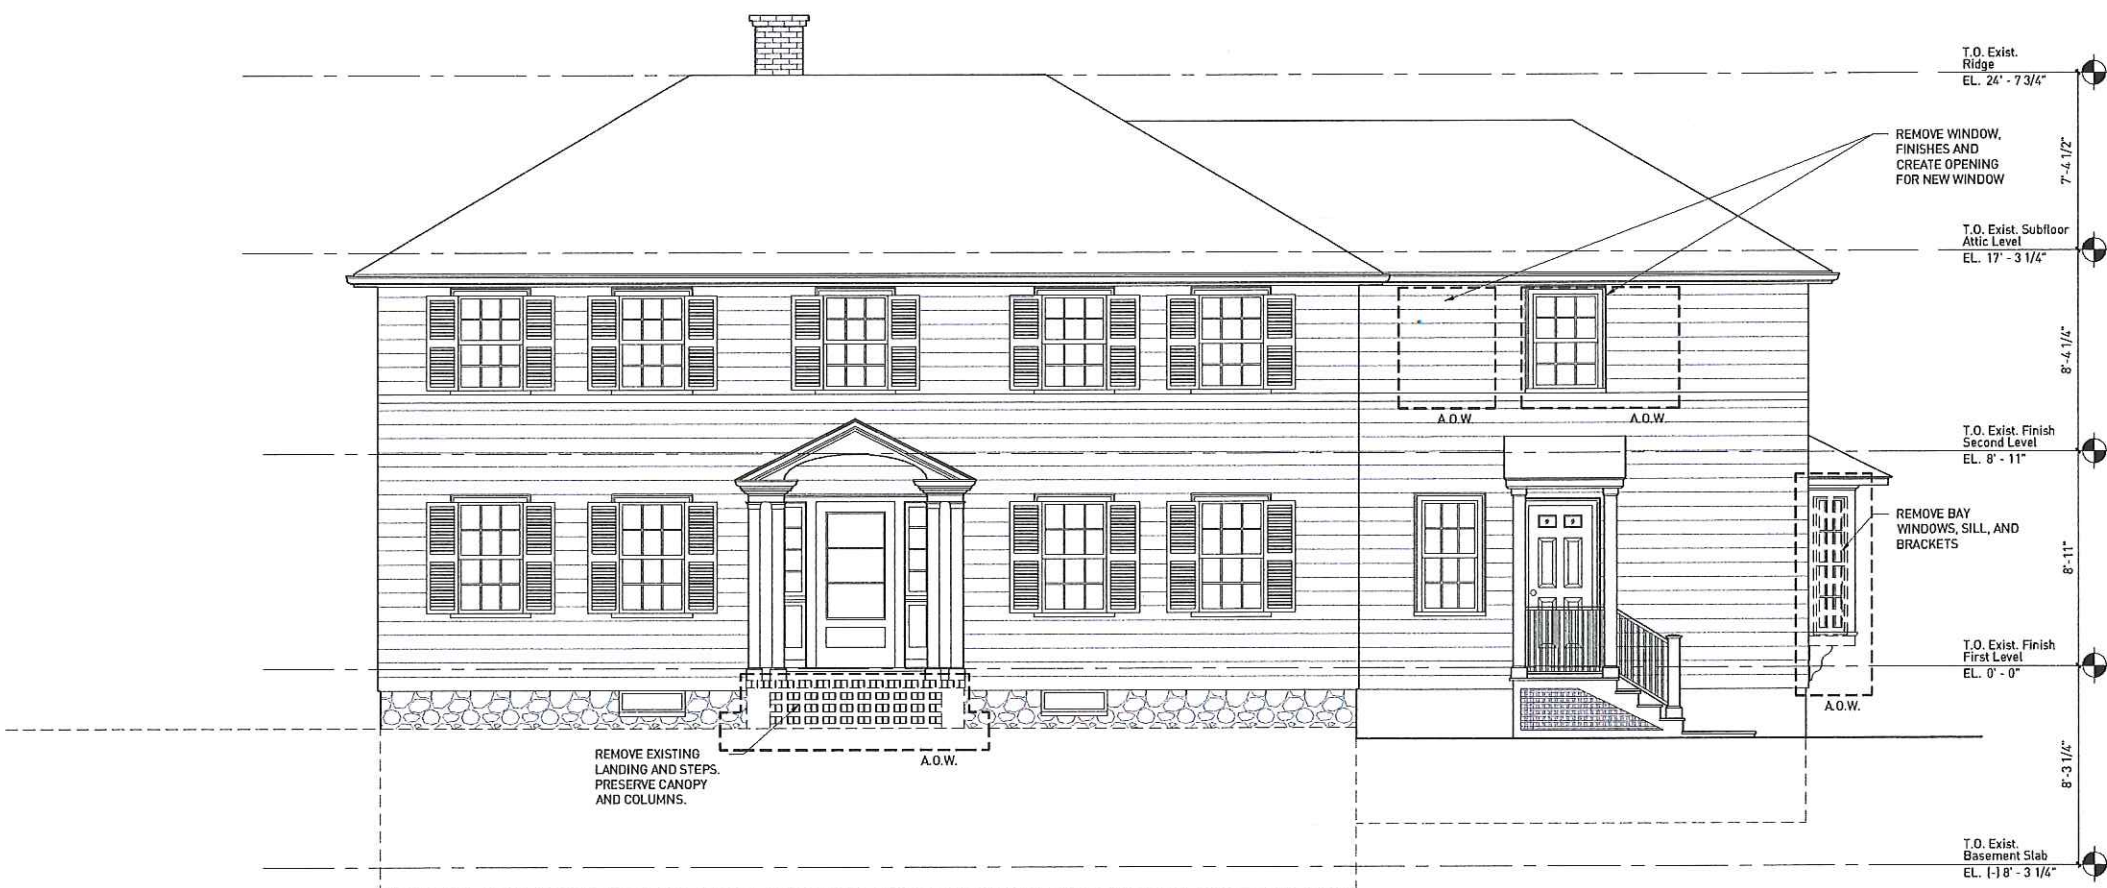 T.O. Exist.
Ridge
EL. 24' - 7 3/4"
REMOVE WINDOW,
FINISHES AND
CREATE OPENING
FOR NEW WINDOW
7'-4 1/2"
T.O. Exist. Subfloor
Attic Level
EL. 17' - 3 1/4"
8'-4 1/4"
A.O.W.
A.O.W.
T.O. Exist. Finish
Second Level
EL. 8' - 11"
REMOVE BAY
WINDOWS, SILL, AND
BRACKETS
8'-11"
T.O. Exist. Finish
First Level
EL. 0' - 0"
A.O.W.
REMOVE EXISTING
LANDING AND STEPS.
PRESERVE CANOPY
AND COLUMNS.
A.O.W.
8'-3 1/4"
T.O. Exist.
Basement Slab
EL. (-) 8' - 3 1/4"